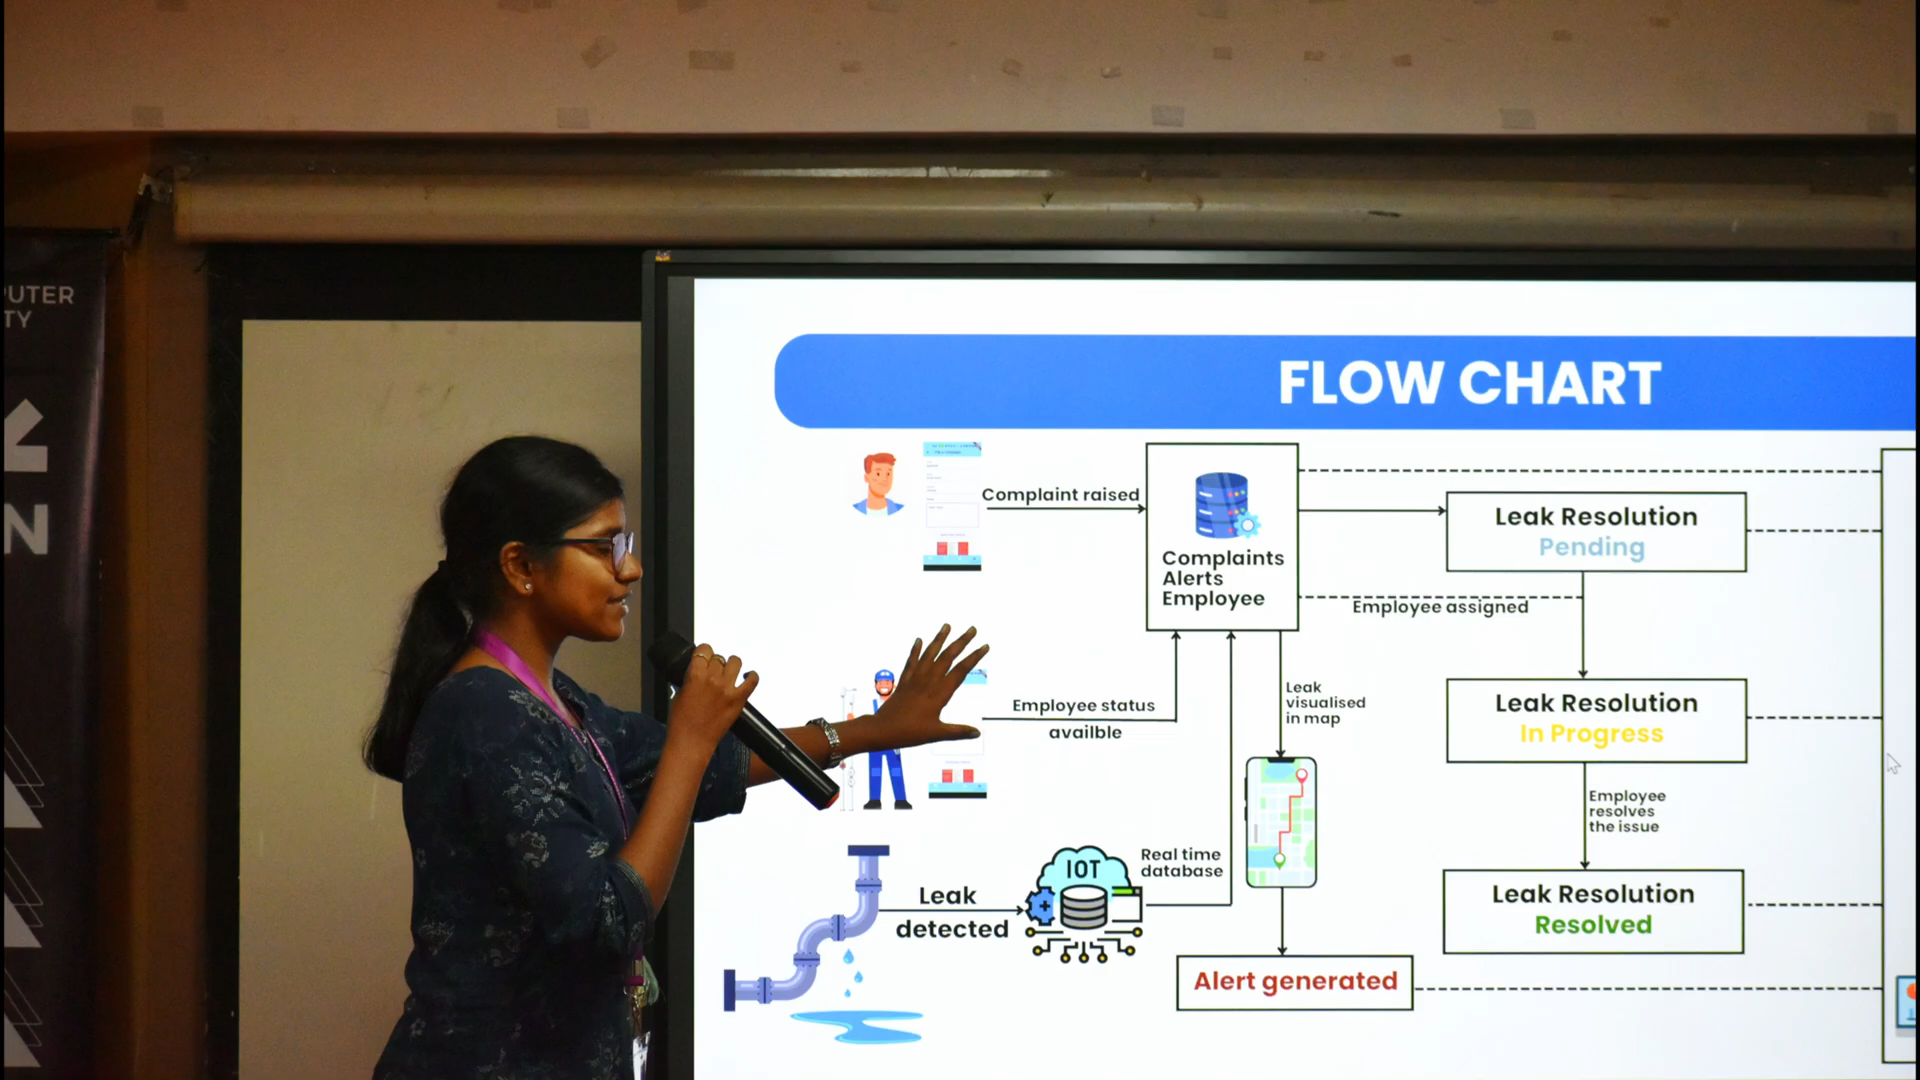 PUTER
TY
N
FLOW CHART
Complaint raised
Complaints
Alerts
Employee
Leak Resolution
Pending
Employee assigned
Employee status
availble
Leak
visualised
in map
Leak Resolution
In Progress
Employee
resolves
the issue
Leak
detected
IOT
Real time
database
Leak Resolution
Resolved
Alert generated